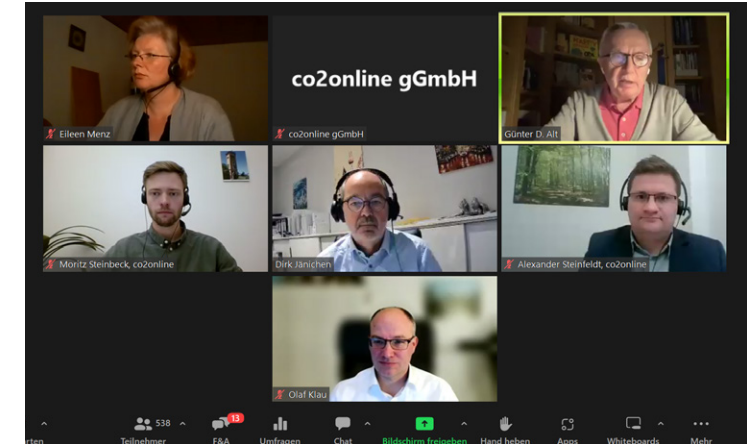 co2online gGmbH
Eileen Menz
co2online gGmbH
Günter D. Alt
Moritz Steinbeck, co2online
Dirk Jänichen
Alexander Steinfeldt, co2online
Olaf Klau
538
13
rten
Teilnehmer
F&A
Umfragen
Chat
Bildschirm freigeben
Hand heben
Apps
Whiteboards
Mehr